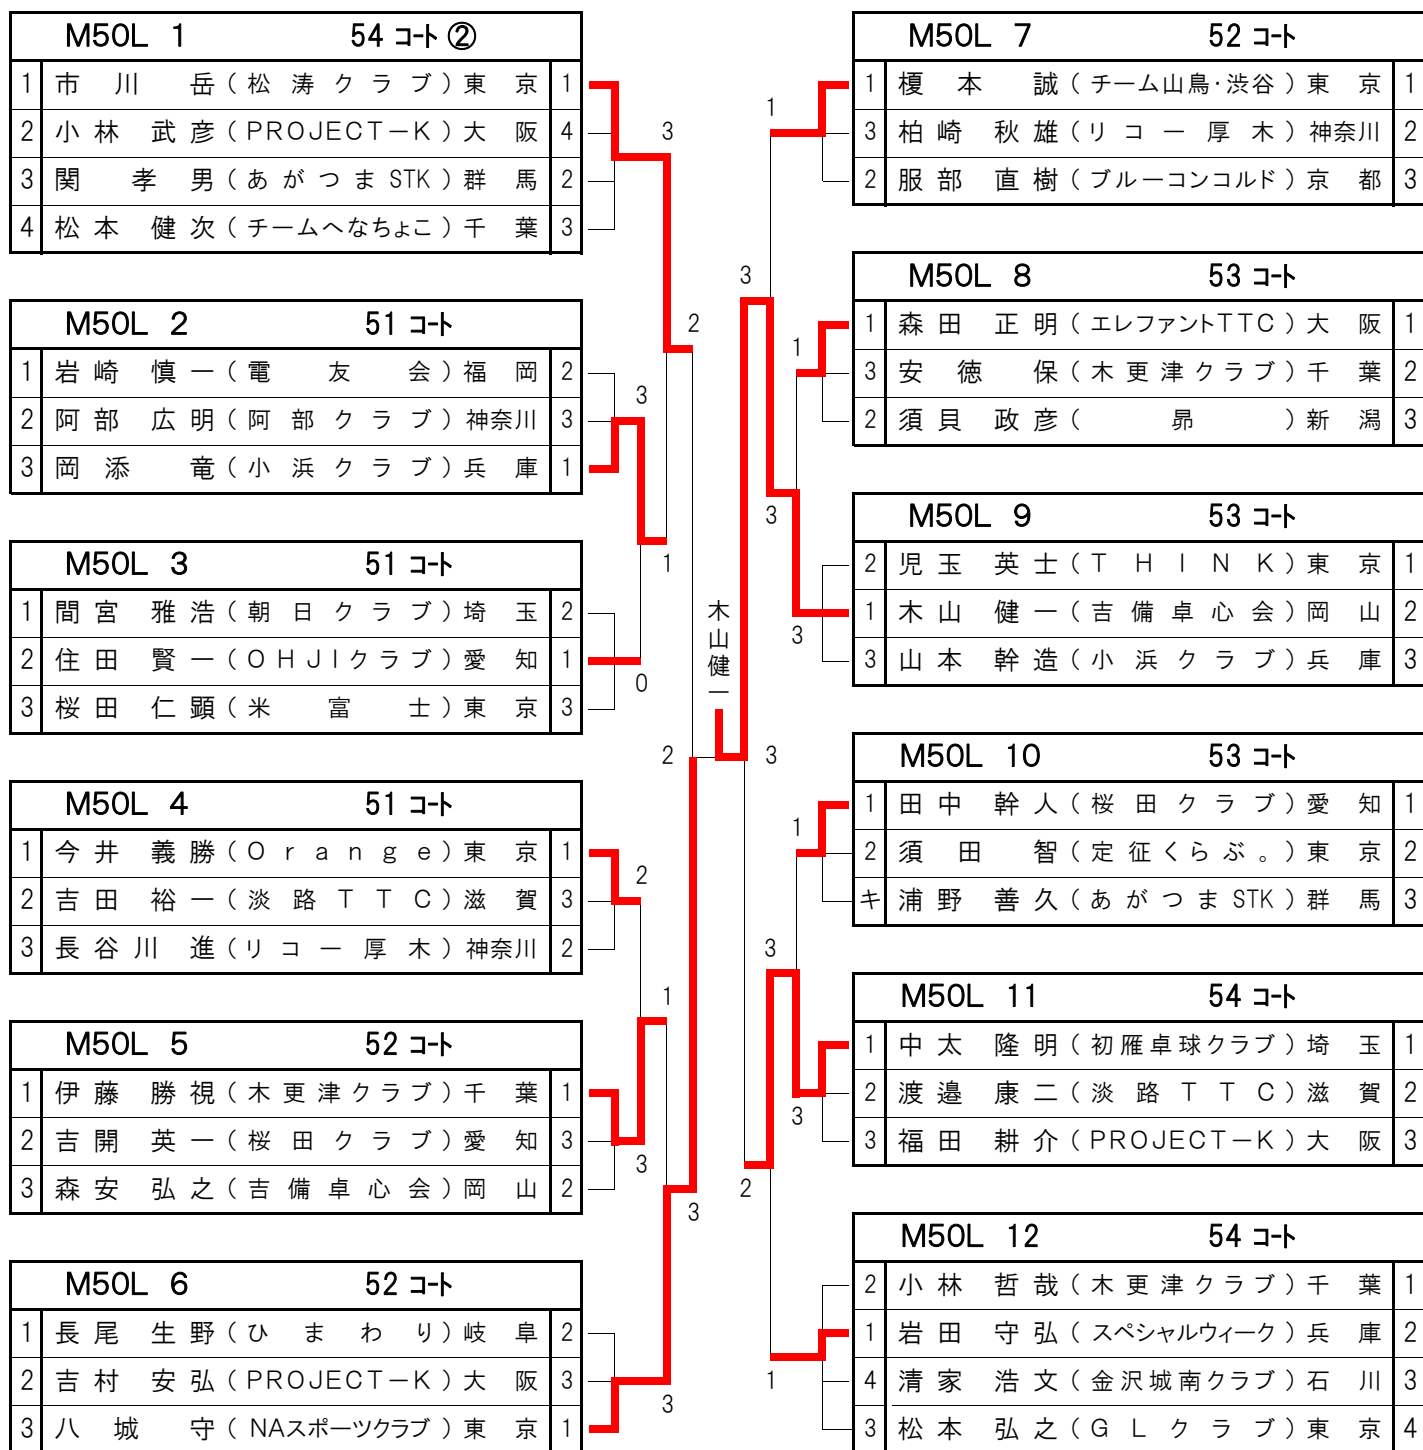 M50L 1 54 コート ②
1 市川 岳 ( 松涛クラブ ) 東京 1
2 小林 武彦 ( PROJECT－K ) 大阪 4
3 関 孝男 ( あがつまSTK ) 群馬 2
4 松本 健次 ( チームへなちょこ ) 千葉 3
M50L 2 51 コート
1 岩崎 慎一 ( 電友会 ) 福岡 2
2 阿部 広明 ( 阿部クラブ ) 神奈川 3
3 岡添 竜 ( 小浜クラブ ) 兵庫 1
M50L 3 51 コート
1 間宮 雅浩 ( 朝日クラブ ) 埼玉 2
2 住田 賢一 ( OHJIクラブ ) 愛知 1
3 桜田 仁顕 ( 米富士 ) 東京 3
M50L 4 51 コート
1 今井 義勝 ( Orange ) 東京 1
2 吉田 裕一 ( 淡路TTC ) 滋賀 3
3 長谷川 進 ( リコー厚木 ) 神奈川 2
M50L 5 52 コート
1 伊藤 勝視 ( 木更津クラブ ) 千葉 1
2 吉開 英一 ( 桜田クラブ ) 愛知 3
3 森安 弘之 ( 吉備卓心会 ) 岡山 2
M50L 6 52 コート
1 長尾 生野 ( ひまわり ) 岐阜 2
2 吉村 安弘 ( PROJECT－K ) 大阪 3
3 八城 守 ( NAスポーツクラブ ) 東京 1
3
2
3
1
0
2
2
1
3
3
3
木山健一
1
3
1
3
3
3
1
3
3
2
1
M50L 7 52 コート
1 榎本 誠 ( チーム山鳥・渋谷 ) 東京 1
3 柏崎 秋雄 ( リコー厚木 ) 神奈川 2
2 服部 直樹 ( ブルーコンコルド ) 京都 3
M50L 8 53 コート
1 森田 正明 ( エレファントTTC ) 大阪 1
3 安徳 保 ( 木更津クラブ ) 千葉 2
2 須貝 政彦 ( 昴 ) 新潟 3
M50L 9 53 コート
2 児玉 英士 ( THINK ) 東京 1
1 木山 健一 ( 吉備卓心会 ) 岡山 2
3 山本 幹造 ( 小浜クラブ ) 兵庫 3
M50L 10 53 コート
1 田中 幹人 ( 桜田クラブ ) 愛知 1
2 須田 智 ( 定征くらぶ。 ) 東京 2
キ 浦野 善久 ( あがつまSTK ) 群馬 3
M50L 11 54 コート
1 中太 隆明 ( 初雁卓球クラブ ) 埼玉 1
2 渡邉 康二 ( 淡路TTC ) 滋賀 2
3 福田 耕介 ( PROJECT－K ) 大阪 3
M50L 12 54 コート
2 小林 哲哉 ( 木更津クラブ ) 千葉 1
1 岩田 守弘 ( スペシャルウィーク ) 兵庫 2
4 清家 浩文 ( 金沢城南クラブ ) 石川 3
3 松本 弘之 ( GLクラブ ) 東京 4